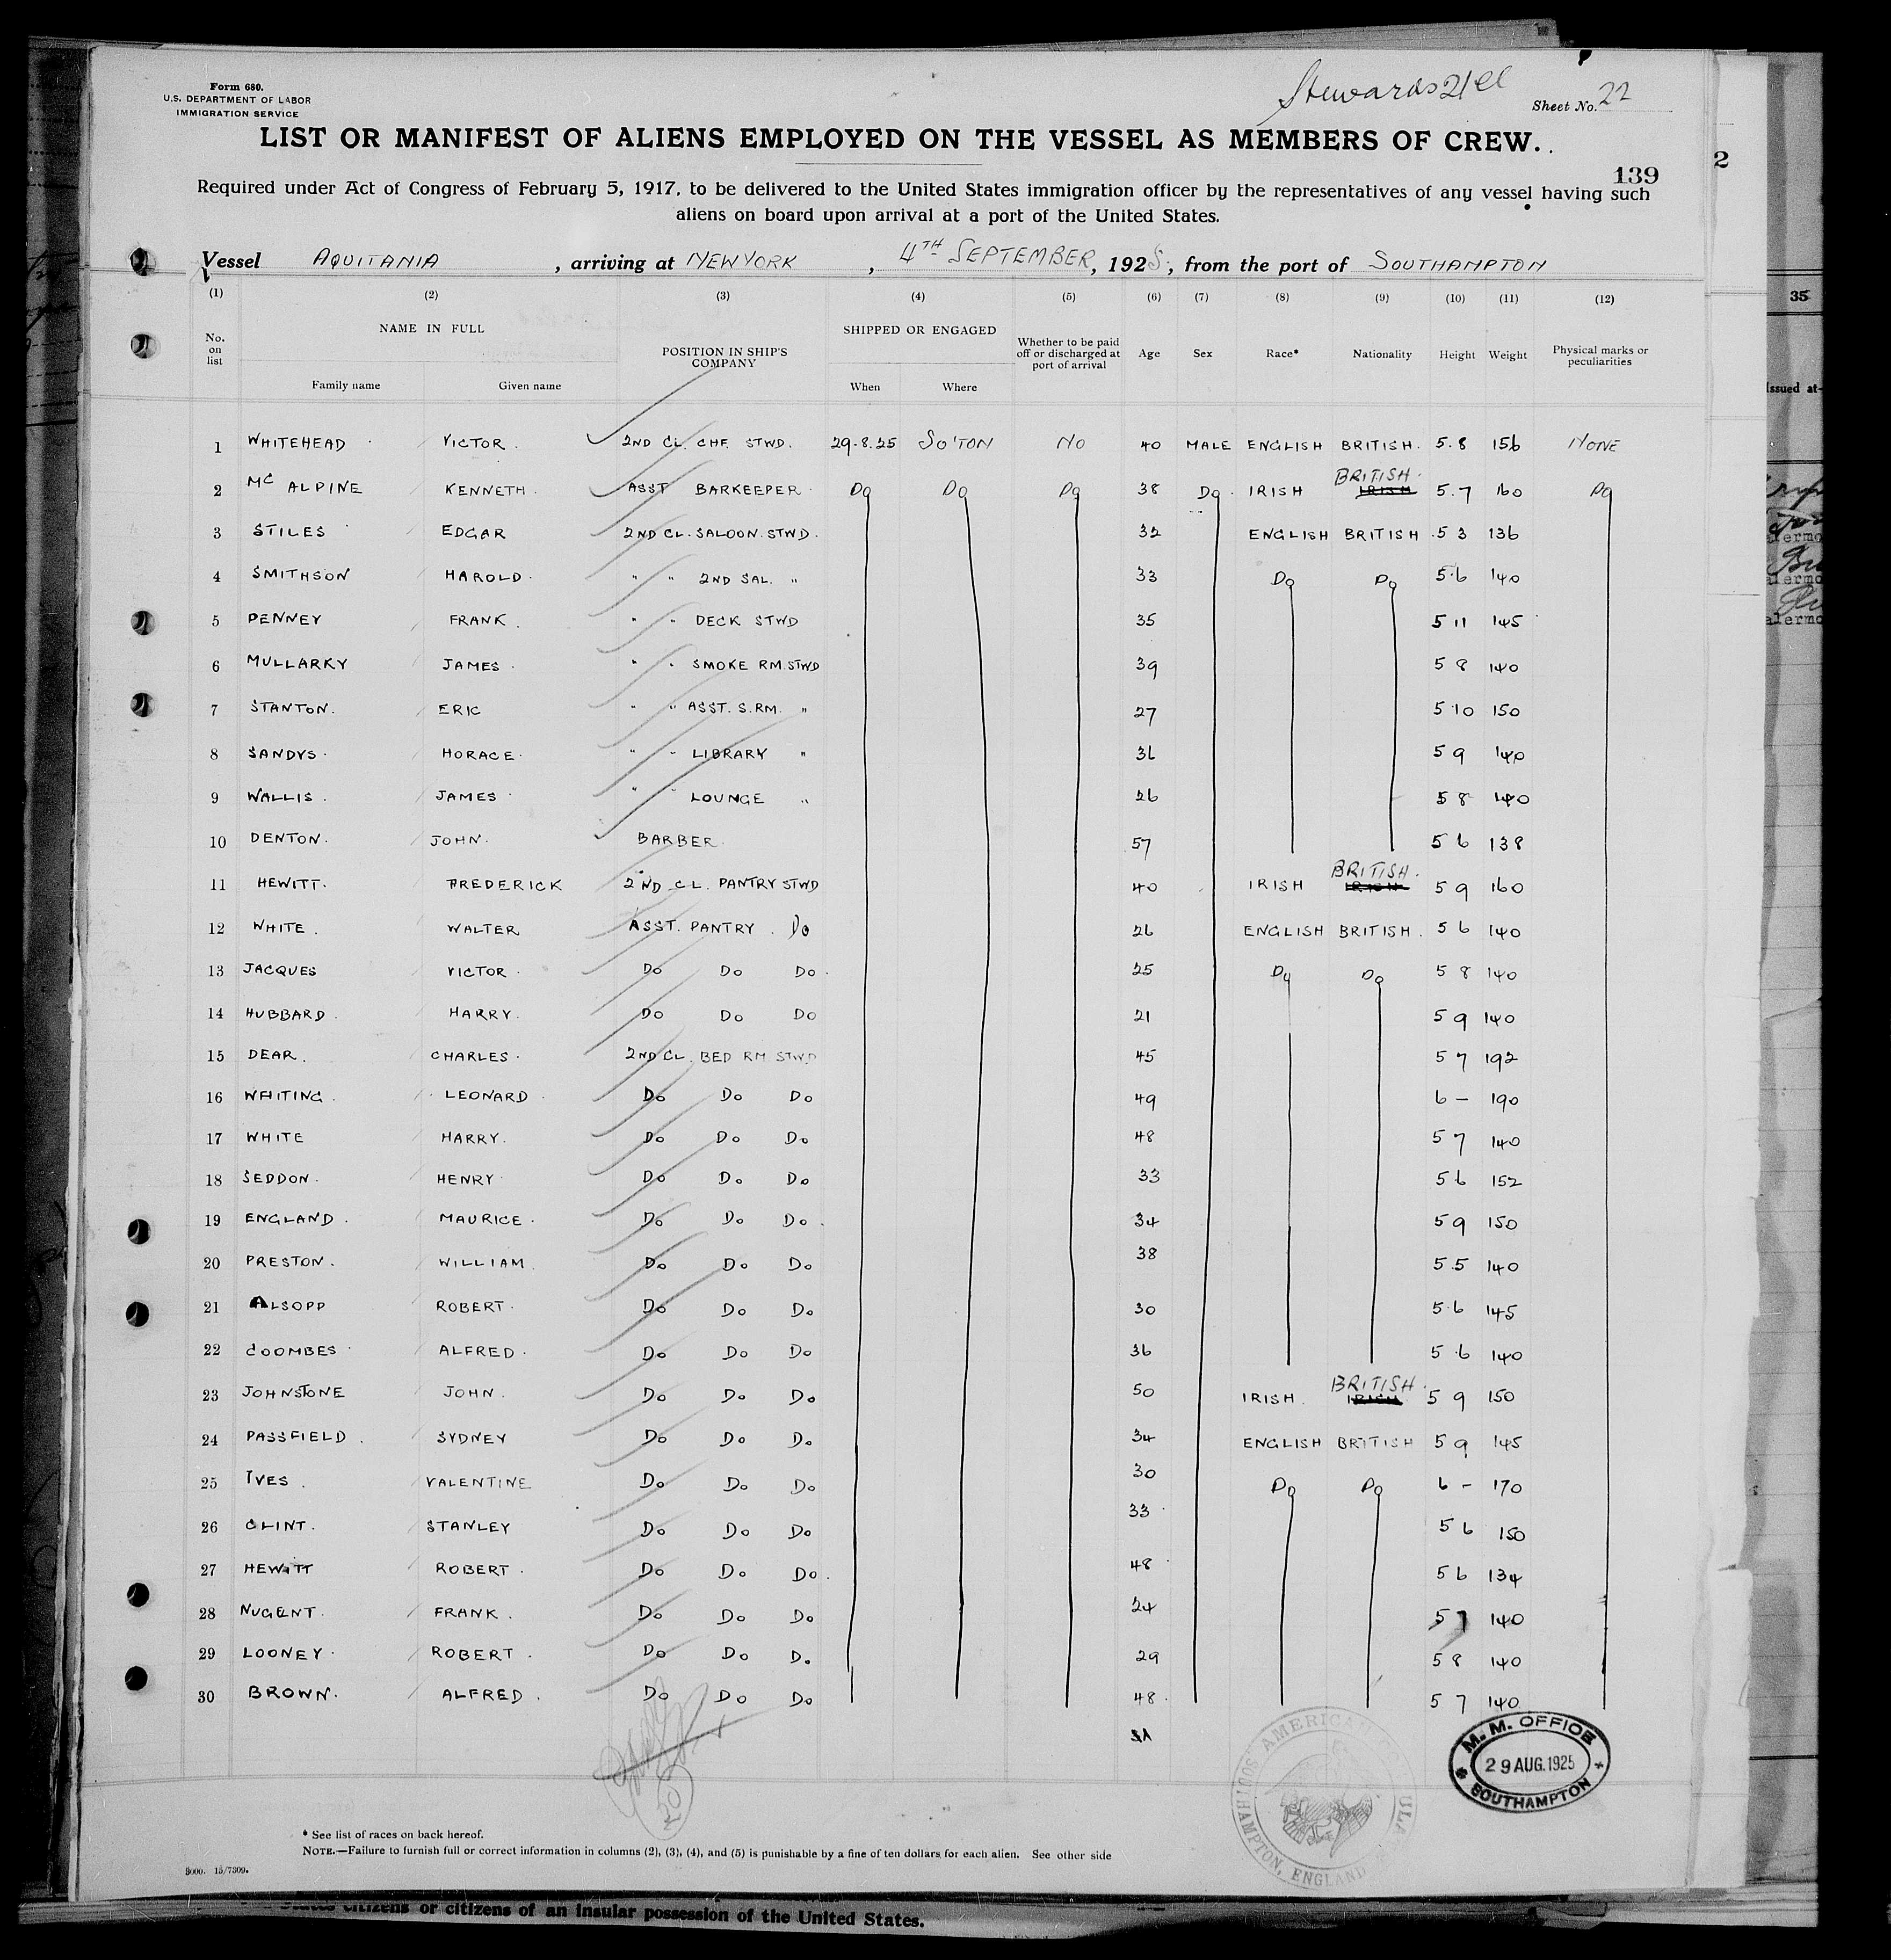 Form 680.
U.S. DEPARTMENT OF LABOR
IMMIGRATION SERVICE
Stewards 2/Cl
Sheet No. 22
LIST OR MANIFEST OF ALIENS EMPLOYED ON THE VESSEL AS MEMBERS OF CREW.
139
2
Required under Act of Congress of February 5, 1917, to be delivered to the United States immigration officer by the representatives of any vessel having such
aliens on board upon arrival at a port of the United States.
Vessel AQUITANIA, arriving at NEW YORK, 4TH SEPTEMBER, 1925, from the port of SOUTHAMPTON
(1) (2) (3) (4) (5) (6) (7) (8) (9) (10) (11) (12)
35
No. on list NAME IN FULL Family name Given name POSITION IN SHIP'S COMPANY SHIPPED OR ENGAGED When Where Whether to be paid off or discharged at port of arrival Age Sex Race* Nationality Height Weight Physical marks or peculiarities
Issued at-
1 WHITEHEAD VICTOR. 2ND CL. CHF. STWD. 29-8.25 SO'TON NO 40 MALE ENGLISH BRITISH. 5.8 156 NONE
2 MC ALPINE KENNETH. ASST BARKEEPER. Do Do Do 38 Do. IRISH IRISH BRITISH. 5.7 160 Do
3 STILES EDGAR 2ND CL. SALOON. STWD. 32 ENGLISH BRITISH 5 3 136
4 SMITHSON HAROLD. " " 2ND SAL. " 33 Do Do 5.6 140
5 PENNEY FRANK. " " DECK STWD 35 5 11 145
6 MULLARKY JAMES. " " SMOKE RM. STWD 39 5 8 140
7 STANTON. ERIC " " ASST. S.RM. " 27 5 10 150
8 SANDYS. HORACE. " " LIBRARY " 31 5 9 140
9 WALLIS. JAMES " " LOUNGE " 26 5 8 140
10 DENTON. JOHN. BARBER 57 5 6 138
11 HEWITT. FREDERICK 2ND CL. PANTRY STWD 40 IRISH IRISH BRITISH. 5 9 160
12 WHITE. WALTER ASST. PANTRY. Do 26 ENGLISH BRITISH. 5 6 140
13 JACQUES VICTOR. Do Do Do. 25 Do Do 5 8 140
14 HUBBARD. HARRY. Do Do Do 21 5 9 140
15 DEAR. CHARLES. 2ND CL. BED RM STWD 45 5 7 192
16 WHITING. LEONARD Do Do Do 49 6 - 190
17 WHITE HARRY. Do Do Do 48 5 7 140
18 SEDDON. HENRY Do Do Do 33 5 6 152
19 ENGLAND. MAURICE. Do Do Do. 34 5 9 150
20 PRESTON. WILLIAM. Do Do Do 38 5.5 140
21 ALSOPP ROBERT. Do Do Do 30 5.6 145
22 COOMBES ALFRED. Do Do Do 36 5.6 140
23 JOHNSTONE JOHN. Do Do Do 50 IRISH. IRISH BRITISH. 5 9 150
24 PASSFIELD. SYDNEY Do Do Do 34 ENGLISH BRITISH 5 9 145
25 IVES. VALENTINE Do Do Do 30 Do Do 6 - 170
26 CLINT. STANLEY Do Do Do 33 5 6 150
27 HEWITT ROBERT. Do Do Do. 48 5 6 134
28 NUGENT. FRANK. Do Do Do 24 5 7 140
29 LOONEY. ROBERT. Do Do Do 29 5 8 140
30 BROWN. ALFRED. Do Do Do 48. 5 7 140
AMERICAN
SOUTHAMPTON, ENGLAND
M. M. OFFICE
29 AUG. 1925
SOUTHAMPTON
* See list of races on back hereof.
NOTE.—Failure to furnish full or correct information in columns (2), (3), (4), and (5) is punishable by a fine of ten dollars for each alien. See other side
3000. 15/7309.
States citizens or citizens of an insular possession of the United States.